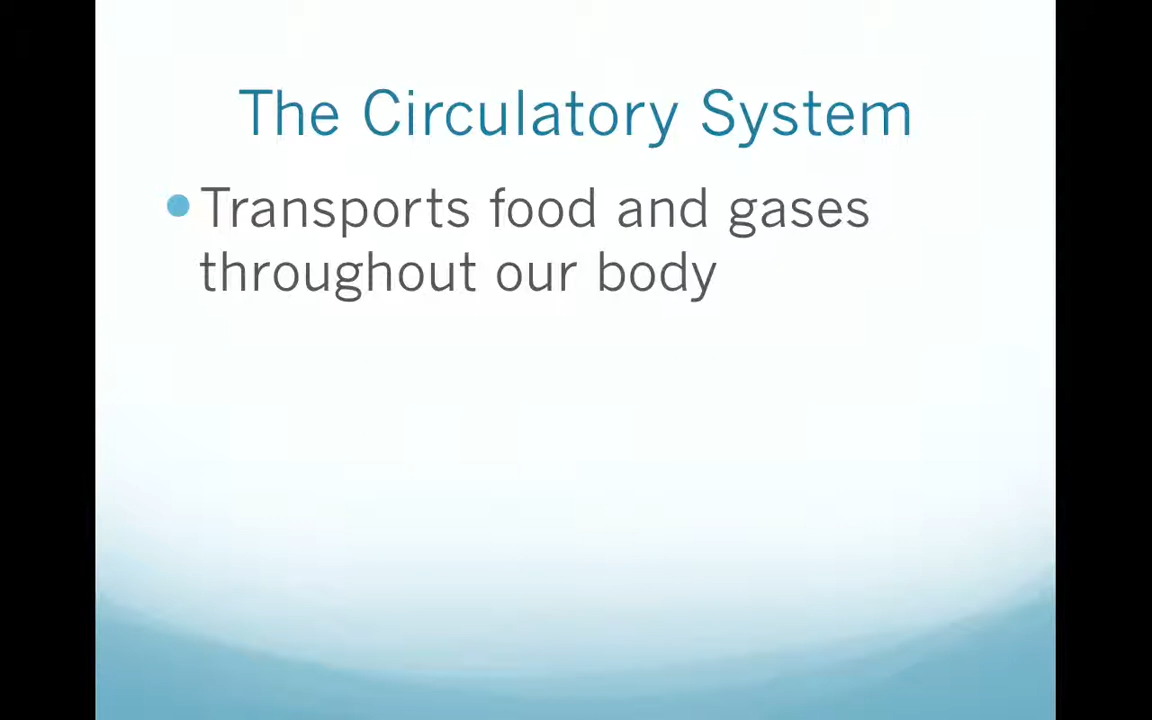 The Circulatory System
Transports food and gases
throughout our body